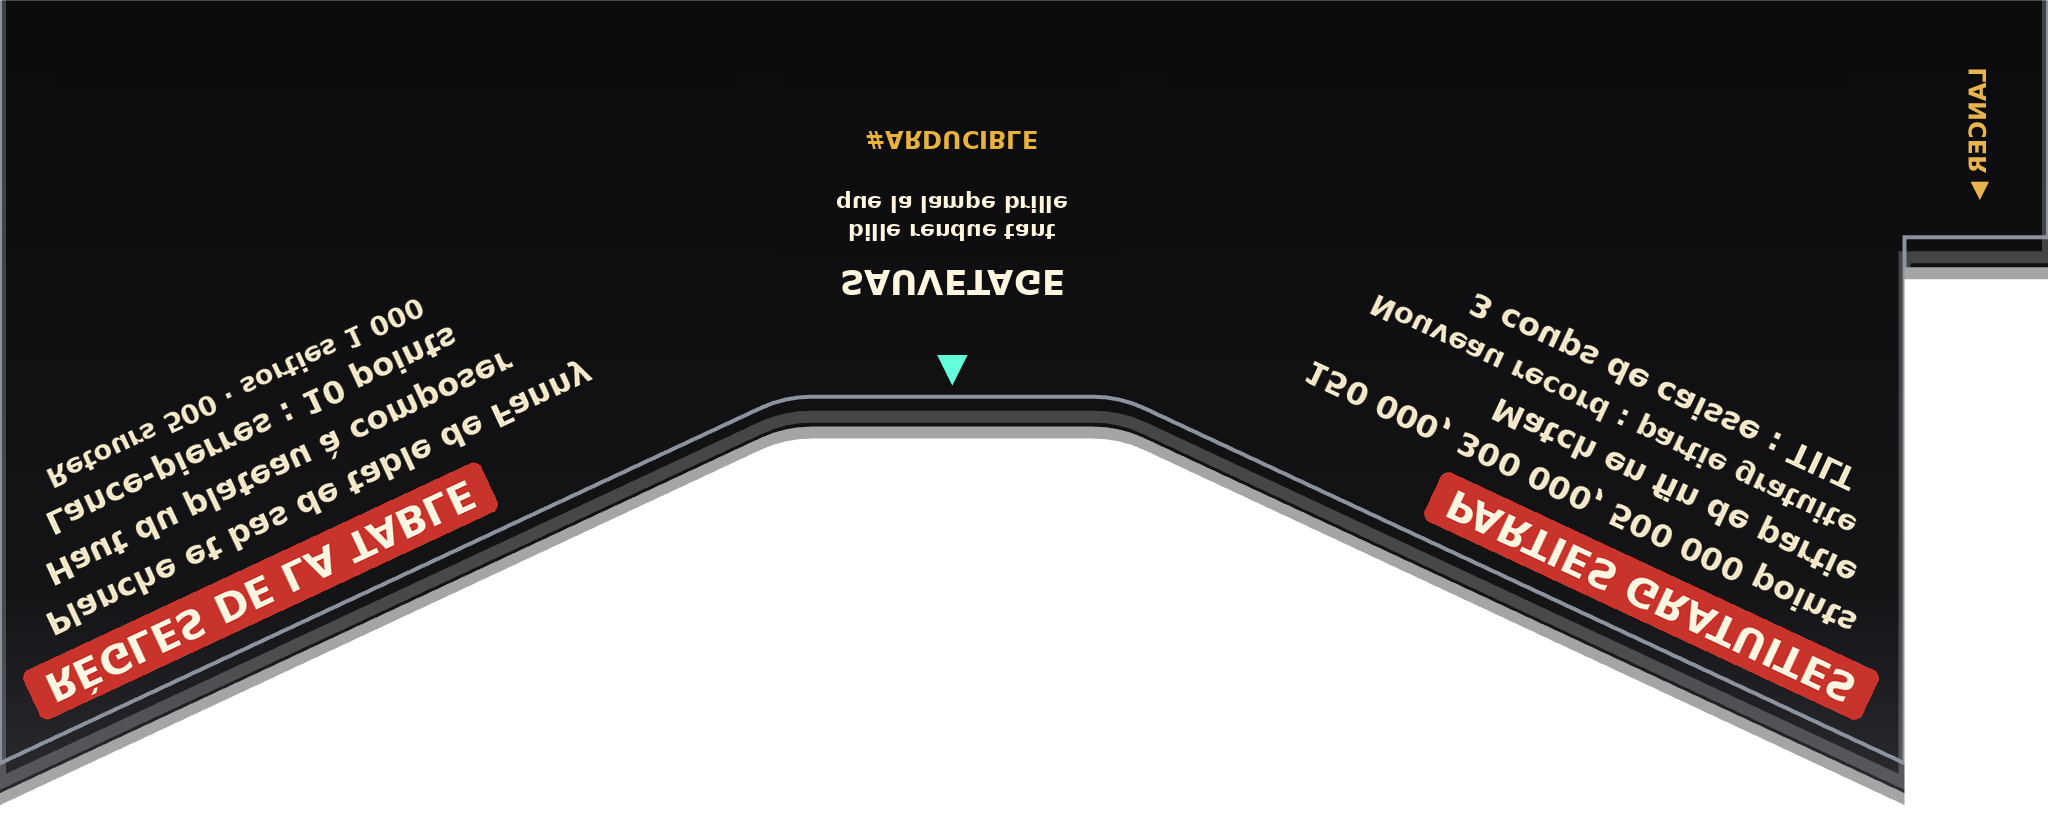 RÈGLES DE LA TABLE
Planche et bas de table de Fanny
Haut du plateau à composer
Lance-pierres : 10 points
Retours 500 · sorties 1 000
SAUVETAGE
bille rendue tant
que la lampe brille
#ARDUCIBLE
PARTIES GRATUITES
150 000, 300 000, 500 000 points
Match en fin de partie
Nouveau record : partie gratuite
3 coups de caisse : TILT
LANCER ▶